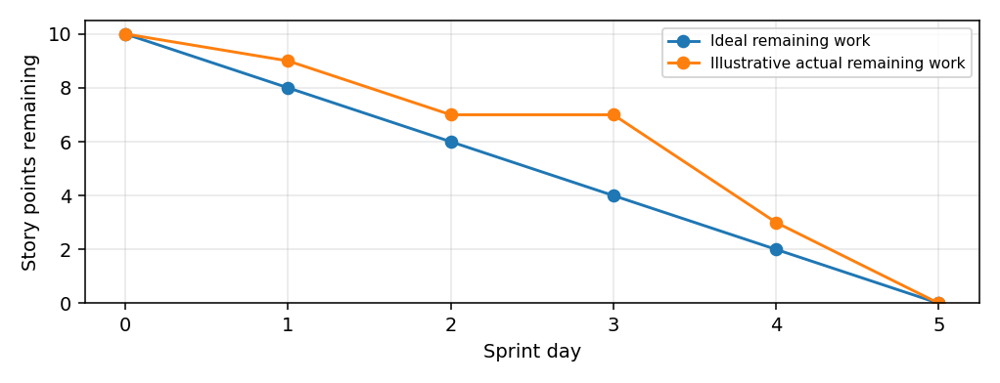 10
8
6
4
2
0
Story points remaining
Ideal remaining work
Illustrative actual remaining work
0 1 2 3 4 5
Sprint day